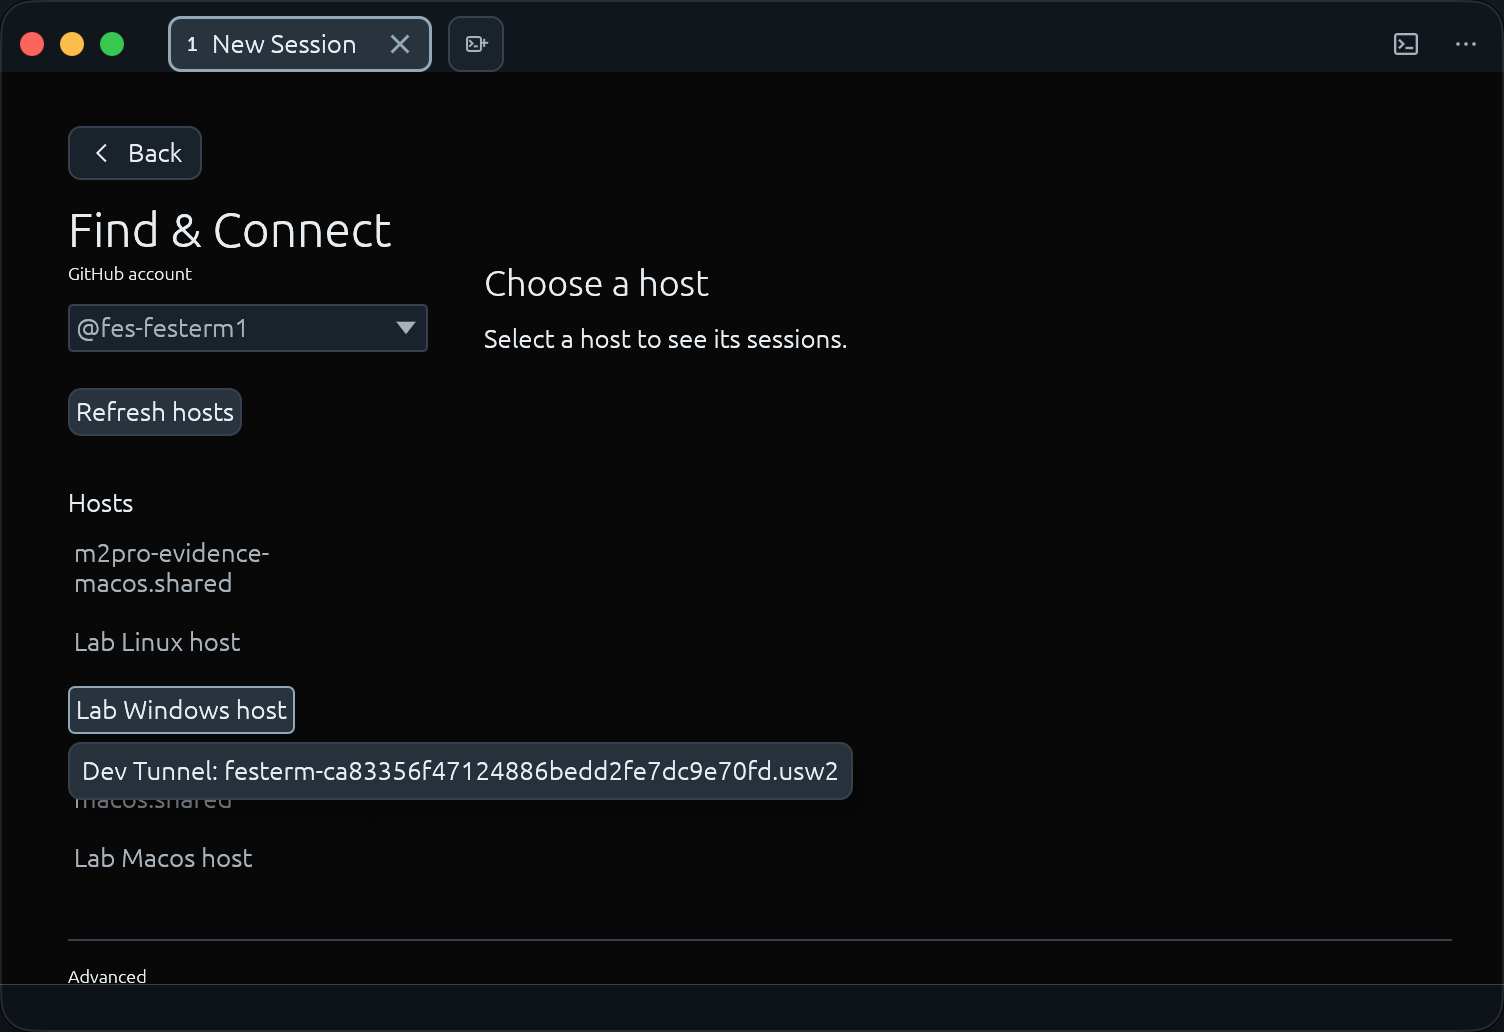 1 New Session
Back
Find & Connect
GitHub account
@fes-festerm1
Refresh hosts
Hosts
m2pro-evidence-
macos.shared
Lab Linux host
Lab Windows host
Dev Tunnel: festerm-ca83356f47124886bedd2fe7dc9e70fd.usw2
macos.shared
Lab Macos host
Choose a host
Select a host to see its sessions.
Advanced